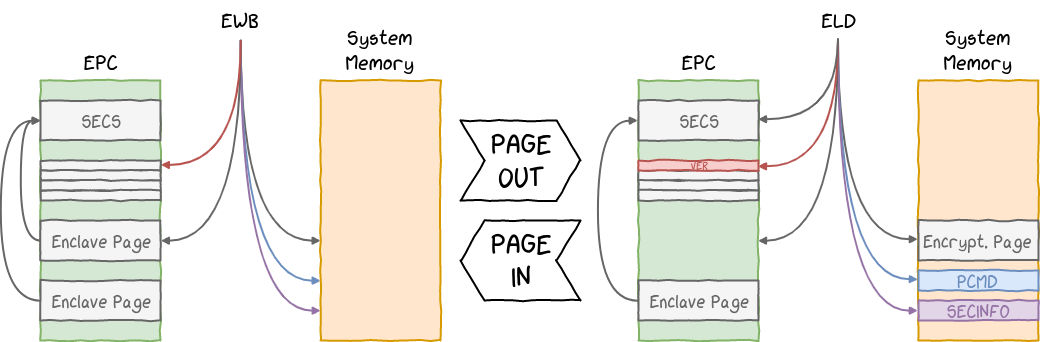 EWB
ELD
System
Memory
System
Memory
EPC
EPC
SECS
SECS
PAGE
OUT
VER
Enclave Page
PAGE
IN
Encrypt. Page
PCMD
Enclave Page
Enclave Page
SECINFO